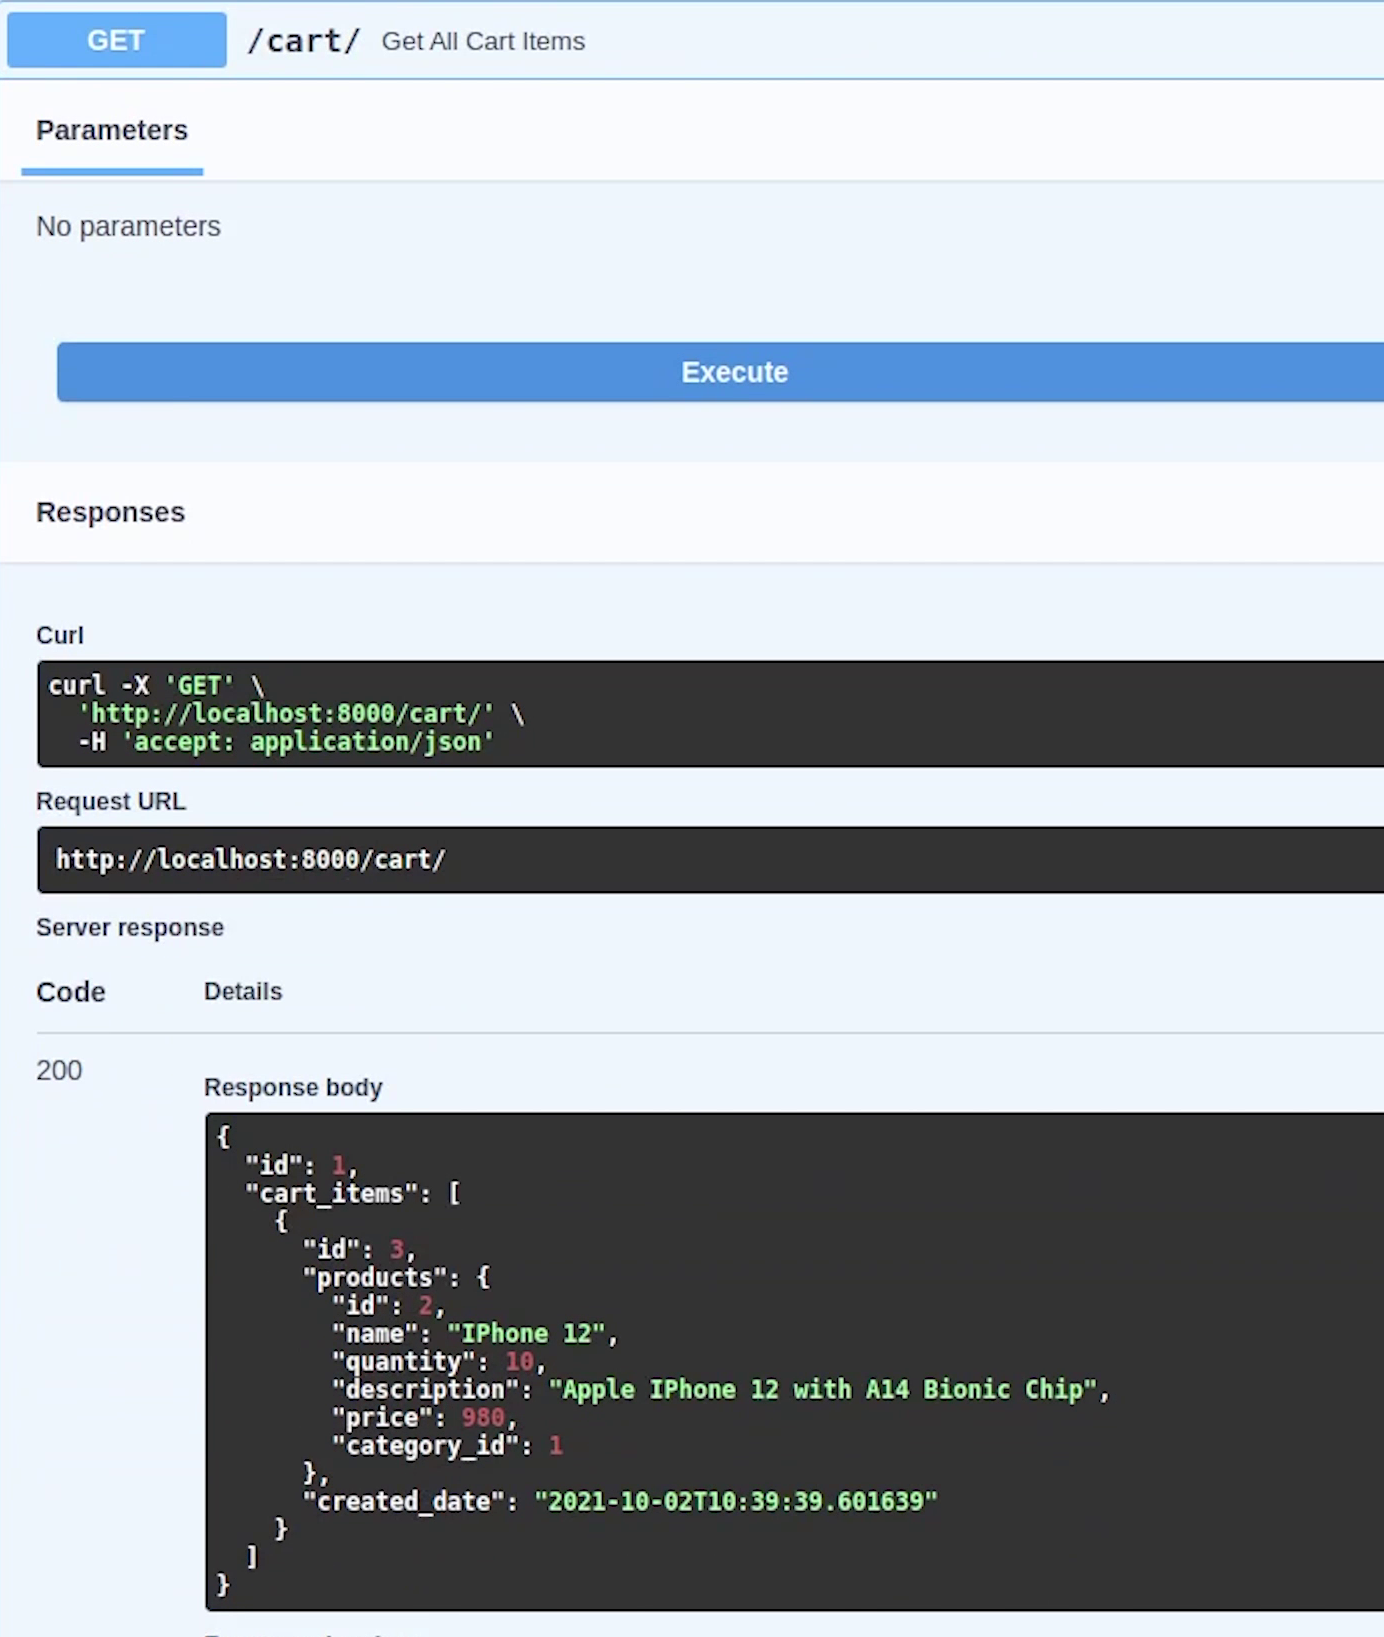 GET /cart/ Get All Cart Items
Parameters
No parameters
Execute
Responses
Curl
curl -X 'GET' \
  'http://localhost:8000/cart/' \
  -H 'accept: application/json'
Request URL
http://localhost:8000/cart/
Server response
Code Details
200
Response body
{
  "id": 1,
  "cart_items": [
    {
      "id": 3,
      "products": {
        "id": 2,
        "name": "IPhone 12",
        "quantity": 10,
        "description": "Apple IPhone 12 with A14 Bionic Chip",
        "price": 980,
        "category_id": 1
      },
      "created_date": "2021-10-02T10:39:39.601639"
    }
  ]
}